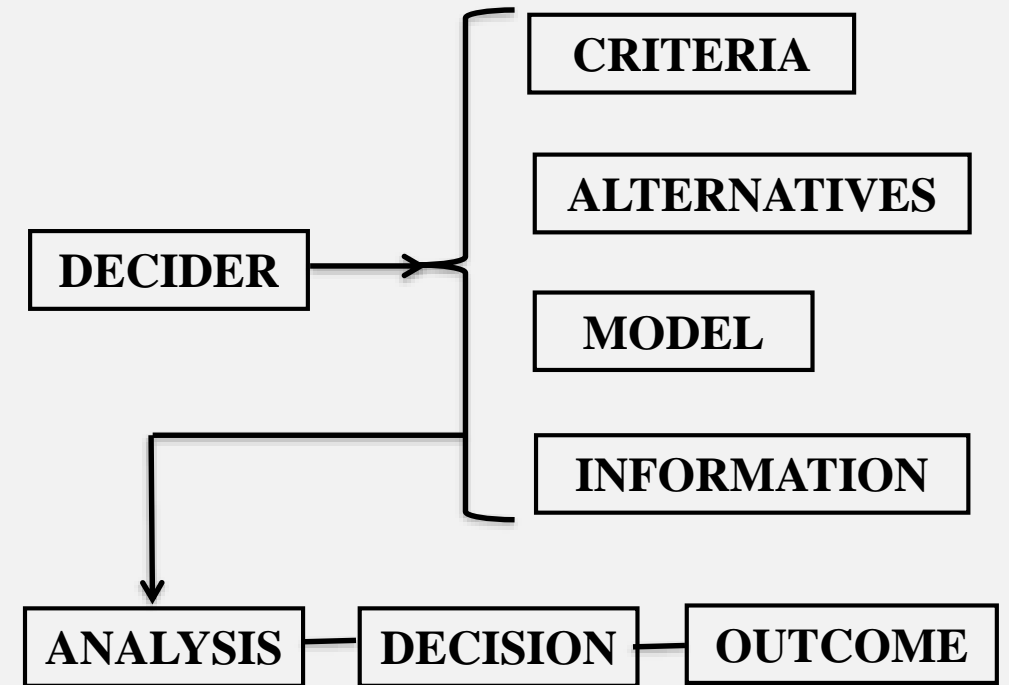 CRITERIA
ALTERNATIVES
DECIDER
MODEL
INFORMATION
ANALYSIS
DECISION
OUTCOME